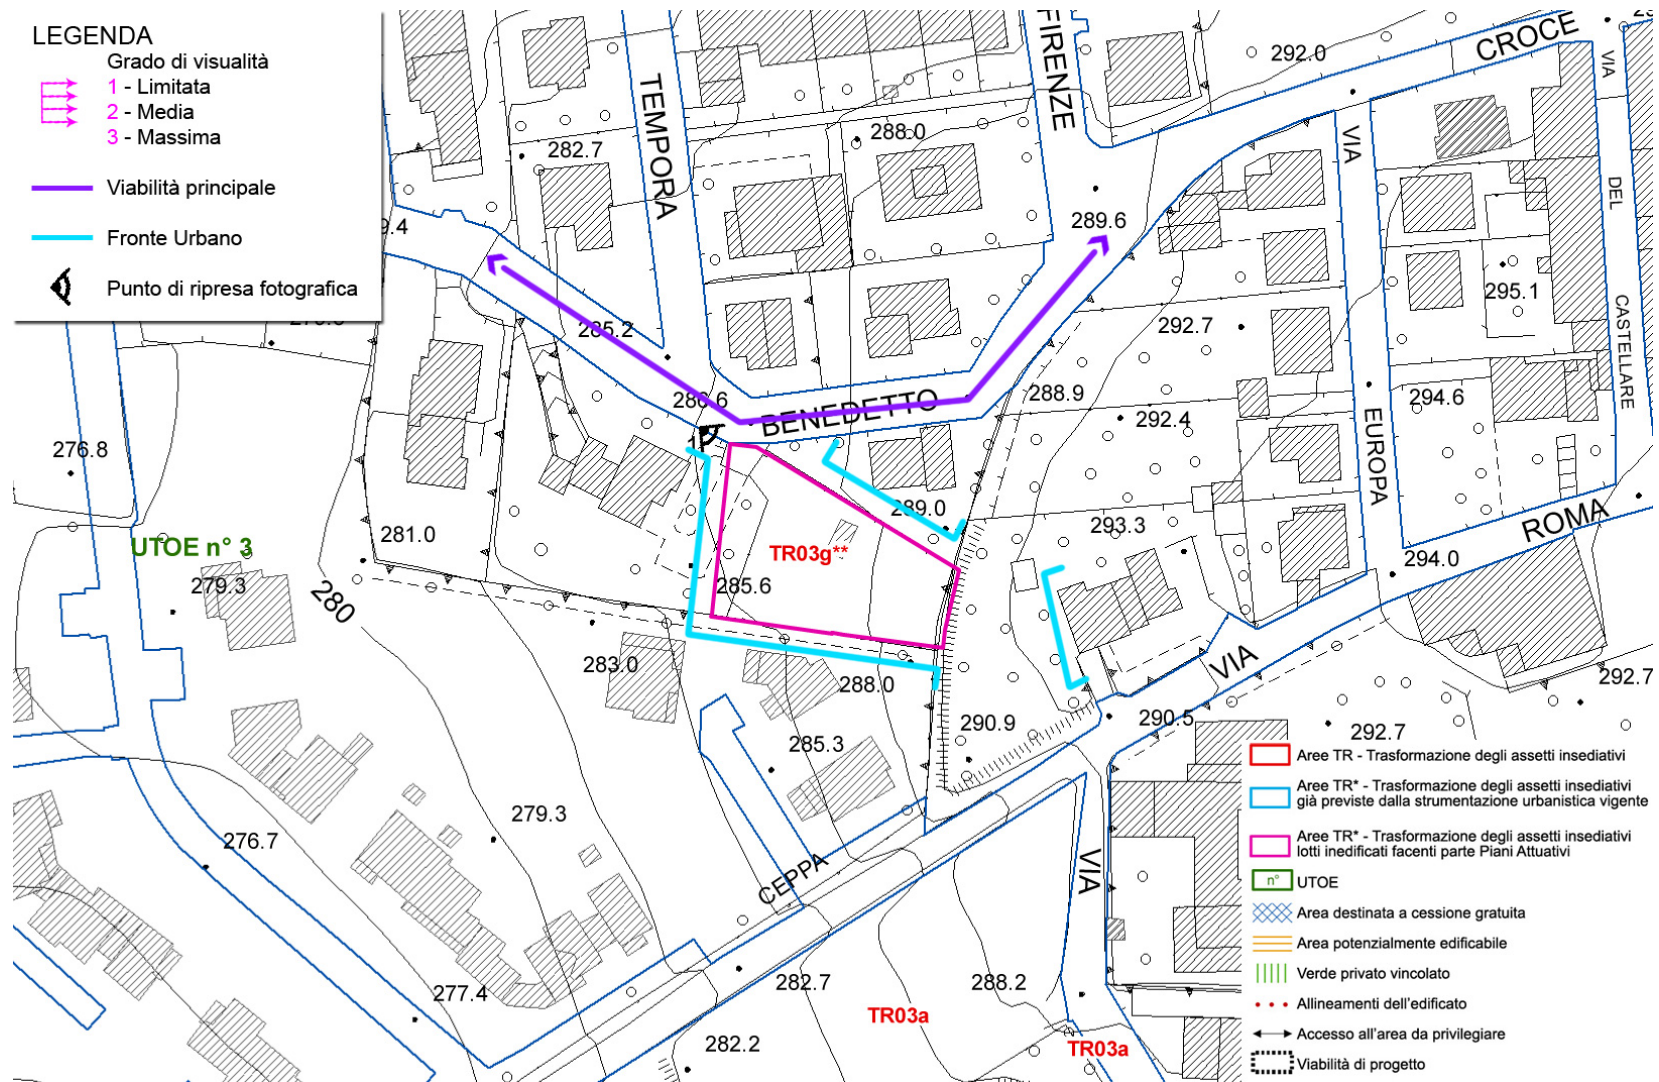 LEGENDA
Grado di visualità
1 - Limitata
2 - Media
3 - Massima
Viabilità principale
Fronte Urbano
Punto di ripresa fotografica
TEMPORA
FIRENZE
CROCE
VIA
VIA
DEL
CASTELLARE
292.0
282.7
288.0
289.6
295.1
285.2
292.7
286.6
BENEDETTO
288.9
292.4
294.6
EUROPA
276.8
1
281.0
289.0
293.3
ROMA
294.0
UTOE n° 3
TR03g**
279.3
280
285.6
283.0
288.0
VIA
292.7
290.9
290.5
292.7
285.3
279.3
276.7
CEPPA
VIA
277.4
282.7
288.2
TR03a
282.2
TR03a
Aree TR - Trasformazione degli assetti insediativi
Aree TR* - Trasformazione degli assetti insediativi
già previste dalla strumentazione urbanistica vigente
Aree TR* - Trasformazione degli assetti insediativi
lotti inedificati facenti parte Piani Attuativi
n° UTOE
Area destinata a cessione gratuita
Area potenzialmente edificabile
Verde privato vincolato
Allineamenti dell'edificato
Accesso all'area da privilegiare
Viabilità di progetto